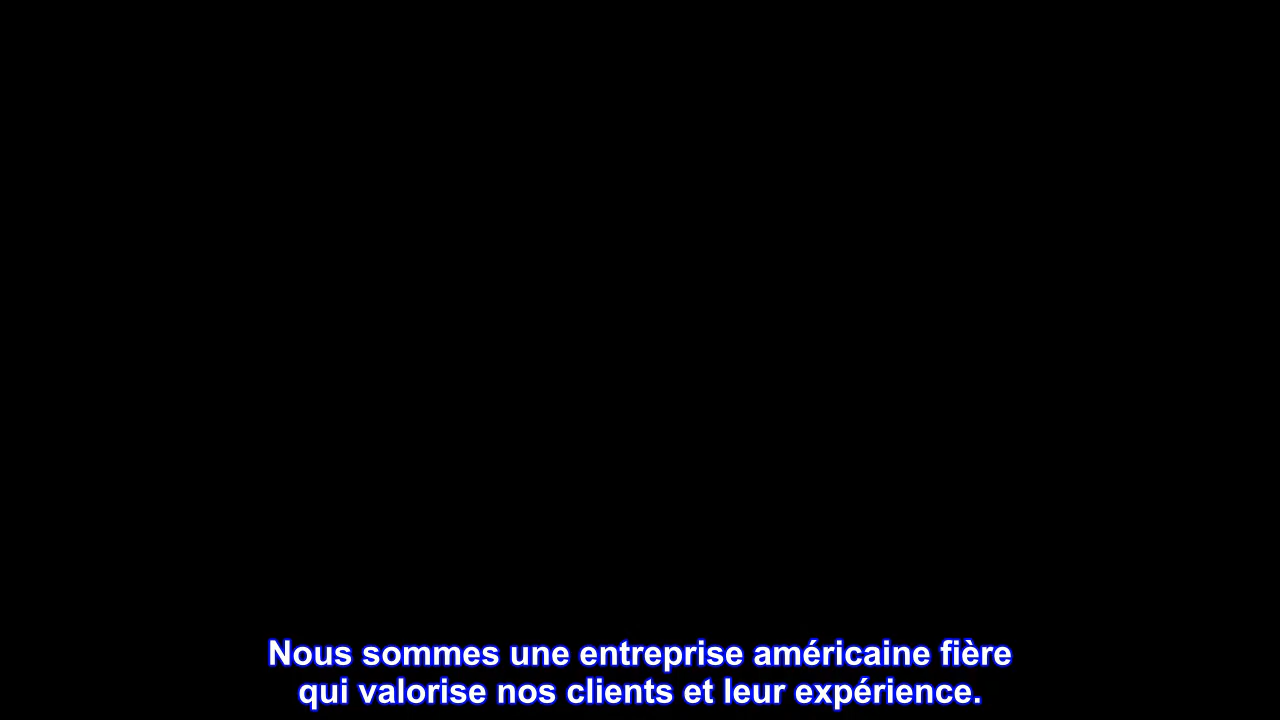 Nous sommes une entreprise américaine fière
qui valorise nos clients et leur expérience.